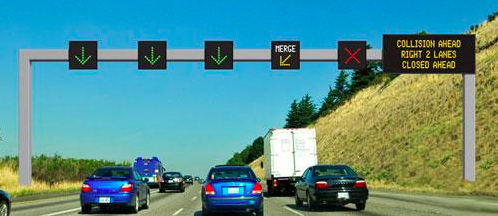 MERGE
COLLISION AHEAD
RIGHT 2 LANES
CLOSED AHEAD